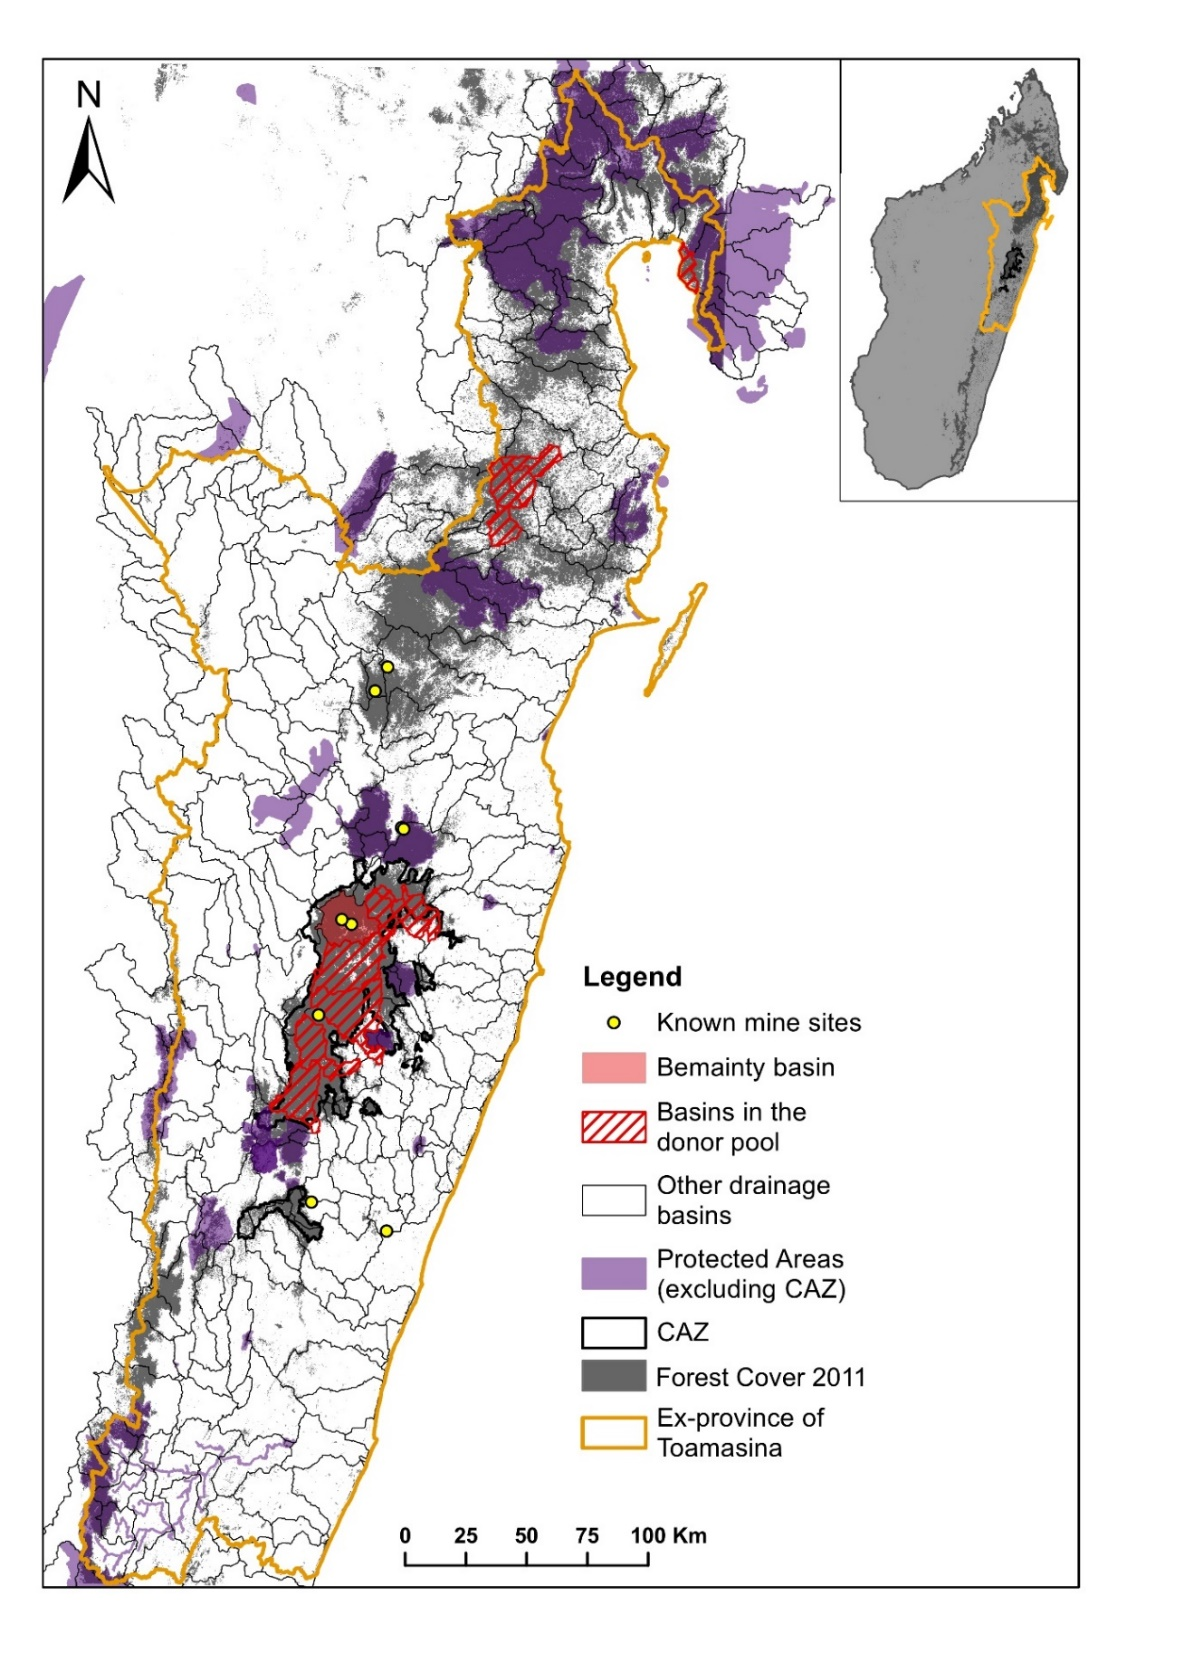 N
Legend
Known mine sites
Bemainty basin
Basins in the
donor pool
Other drainage
basins
Protected Areas
(excluding CAZ)
CAZ
Forest Cover 2011
Ex-province of
Toamasina
0 25 50 75 100 Km